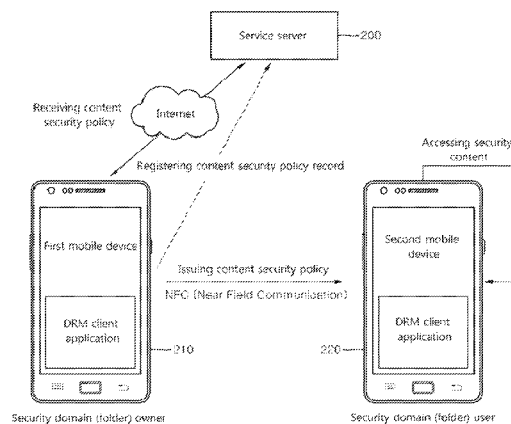 Service server
200
Receiving content
security policy
Internet
Registering content security policy record
Accessing security
content
First mobile device
Second mobile
device
Issuing content security policy
NFC (Near Field Communication)
DRM client
application
DRM client
application
210
220
Security domain (folder) owner
Security domain (folder) user